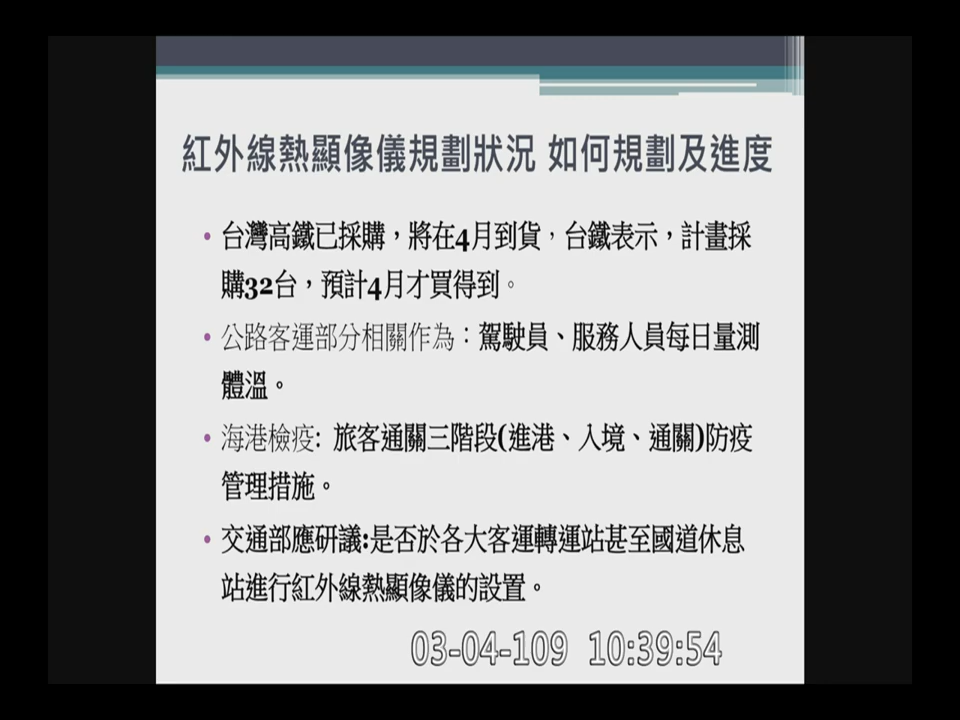 紅外線熱顯像儀規劃狀況 如何規劃及進度
• 台灣高鐵已採購，將在4月到貨，台鐵表示，計畫採
購32台，預計4月才買得到。
• 公路客運部分相關作為：駕駛員、服務人員每日量測
體溫。
• 海港檢疫: 旅客通關三階段(進港、入境、通關)防疫
管理措施。
• 交通部應研議:是否於各大客運轉運站甚至國道休息
站進行紅外線熱顯像儀的設置。
03-04-109 10:39:54